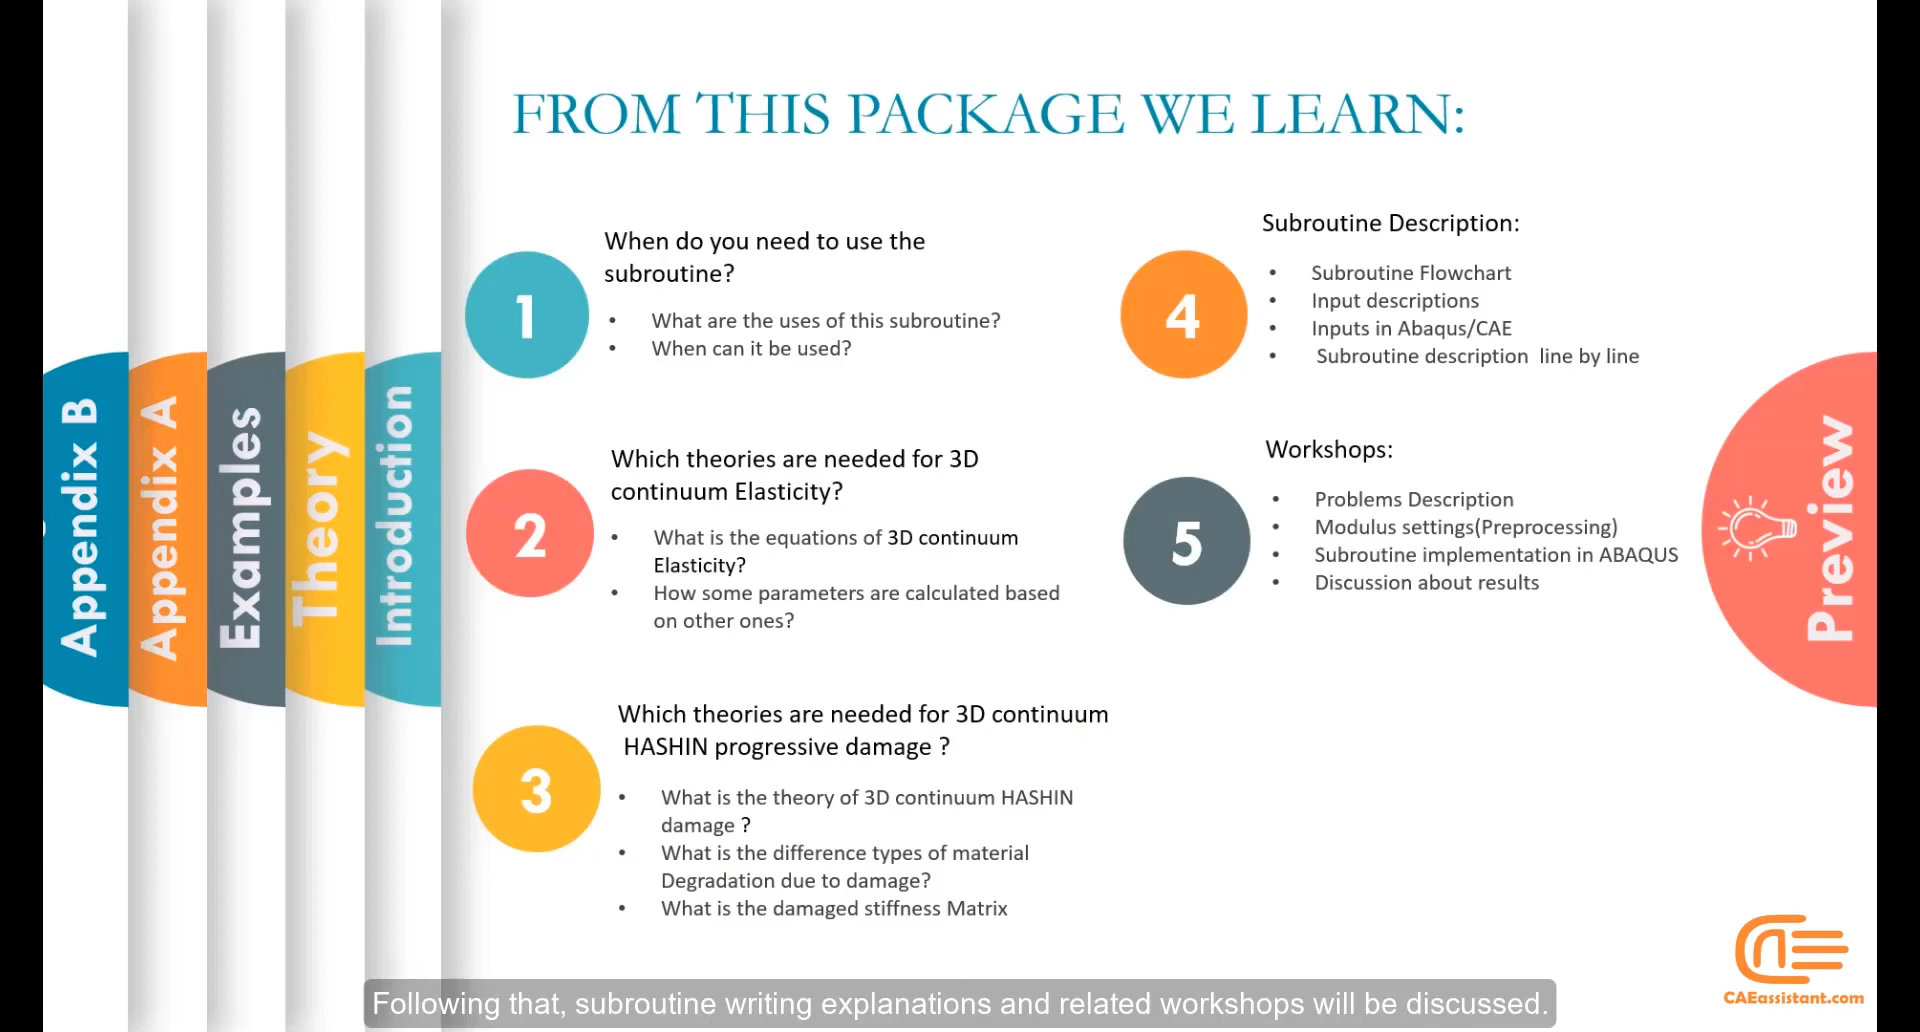 FROM THIS PACKAGE WE LEARN:
1
When do you need to use the
subroutine?
• What are the uses of this subroutine?
• When can it be used?
2
Which theories are needed for 3D
continuum Elasticity?
• What is the equations of 3D continuum
Elasticity?
• How some parameters are calculated based
on other ones?
3
Which theories are needed for 3D continuum
HASHIN progressive damage ?
• What is the theory of 3D continuum HASHIN
damage ?
• What is the difference types of material
Degradation due to damage?
• What is the damaged stiffness Matrix
4
Subroutine Description:
• Subroutine Flowchart
• Input descriptions
• Inputs in Abaqus/CAE
• Subroutine description line by line
5
Workshops:
• Problems Description
• Modulus settings(Preprocessing)
• Subroutine implementation in ABAQUS
• Discussion about results
Appendix B
Appendix A
Examples
Theory
Introduction
Preview
CAEassistant.com
Following that, subroutine writing explanations and related workshops will be discussed.